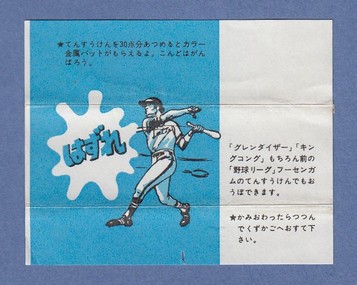 ★てんすうけんを30点分あつめるとカラー
金属バットがもらえるよ。こんどはがん
ばろう。
はずれ
「グレンダイザー」「キン
グコング」もちろん前の
「野球リーグ」フーセンガ
ムのてんすうけんでもお
うぼできます。
★かみおわったらつつん
でくずかごへおすて下
さい。